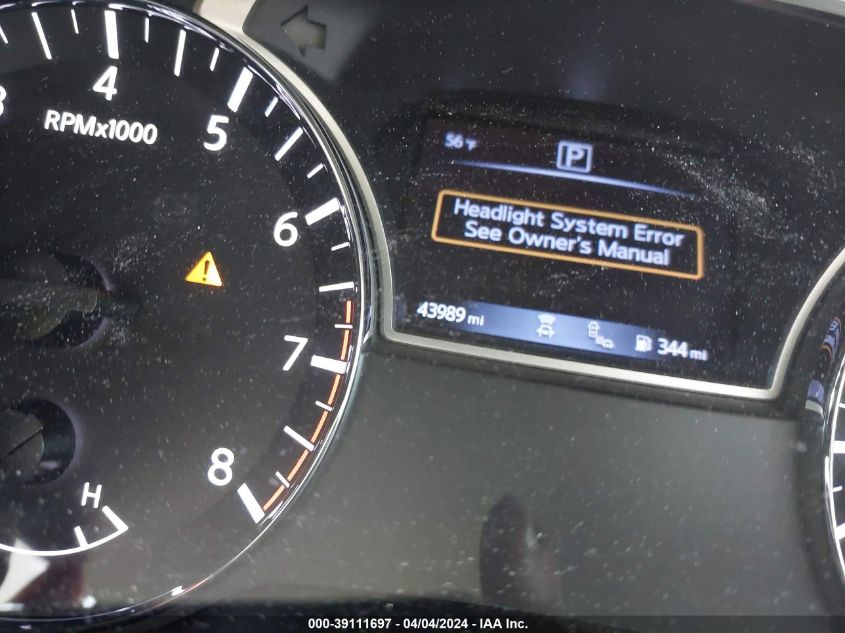 4
5
RPMx1000
6
7
8
H
56°F
P
Headlight System Error
See Owner's Manual
43989 mi
344 mi
000-39111697 - 04/04/2024 - IAA Inc.